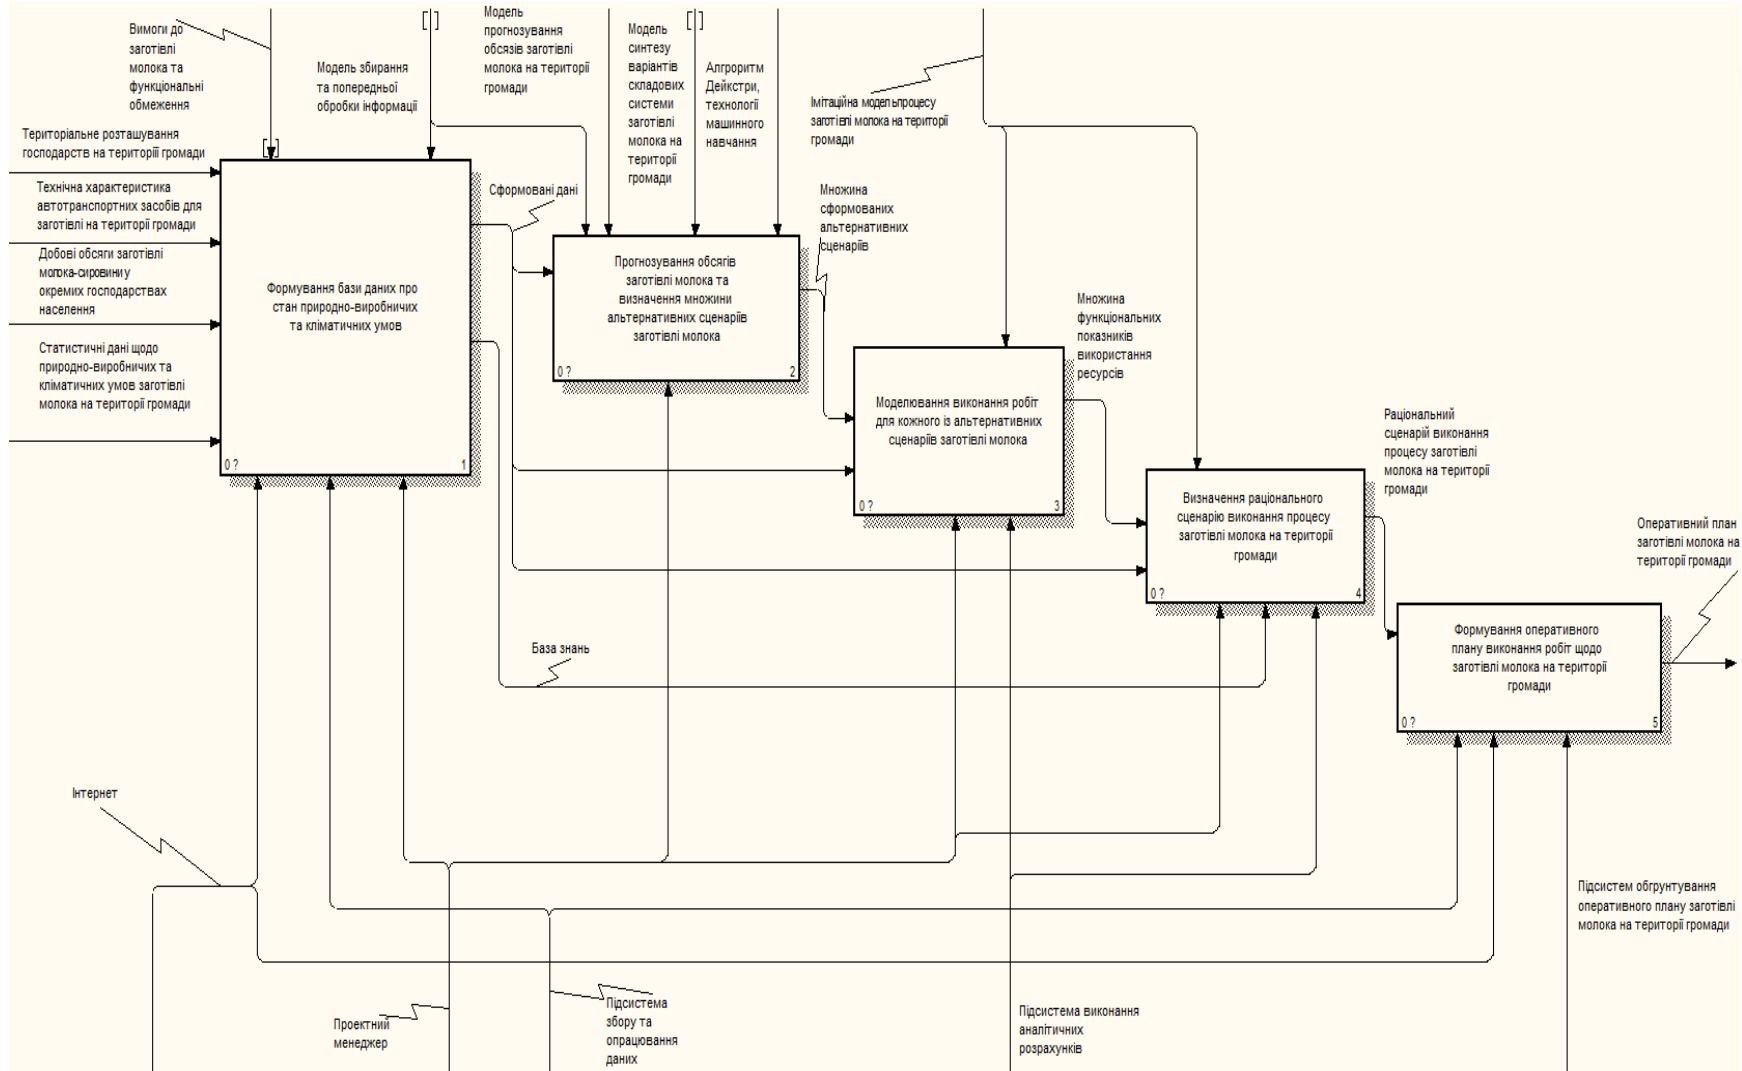 Вимоги до
заготівлі
молока та
функціональні
обмеження
Модель збирання
та попередньої
обробки інформації
Модель
прогнозування
обсязів заготівлі
молока на території
громади
Модель
синтезу
варіантів
складових
системи
заготівлі
молока на
території
громади
Алгроритм
Дейкстри,
технології
машинного
навчання
Імітаційна модельпроцесу
заготівлі молока на території
громади
Територіальне розташування
господарств на територіїї громади
Технічна характеристика
автотранспортних засобів для
заготівлі на території громади
Добові обсяги заготівлі
молока-сировини у
окремих господарствах
населення
Статистичні дані щодо
природно-виробничих та
кліматичних умов заготівлі
молока на території громади
Формування бази даних про
стан природно-виробничих
та кліматичних умов
0 ?
1
Сформовані дані
Прогнозування обсягів
заготівлі молока та
визначення множини
альтернативних сценаріїв
заготівлі молока
0 ?
2
Множина
сформованих
альтернативних
сценаріїв
Моделювання виконання робіт
для кожного із альтернативних
сценаріїв заготівлі молока
0 ?
3
Множина
функціональних
показників
використання
ресурсів
Визначення раціонального
сценарію виконання процесу
заготівлі молока на території
громади
0 ?
4
Раціональний
сценарій виконання
процесу заготівлі
молока на території
громади
Формування оперативного
плану виконання робіт щодо
заготівлі молока на території
громади
0 ?
5
Оперативний план
заготівлі молока на
території громади
База знань
Інтернет
Проектний
менеджер
Підсистема
збору та
опрацювання
даних
Підсистема виконання
аналітичних
розрахунків
Підсистем обгрунтування
оперативного плану заготівлі
молока на території громади